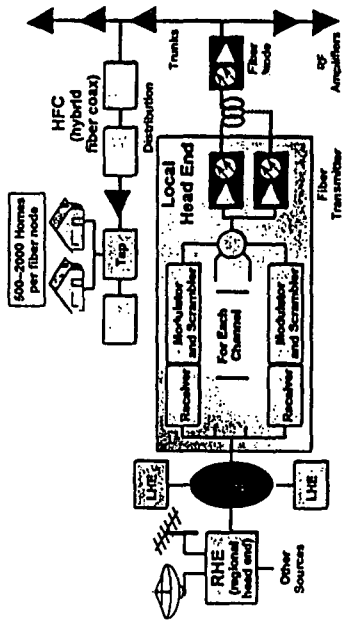 500–2000 Homes
per fiber node
HFC
(hybrid
fiber coax)
Distribution
Tap
Trunks
Fiber
Node
RF
Amplifiers
Local
Head End
Fiber
Transmitter
Receiver
Modulator
and Scrambler
For Each
Channel
Receiver
Modulator
and Scrambler
LHE
LHE
RHE
(regional
head end)
Other
Sources